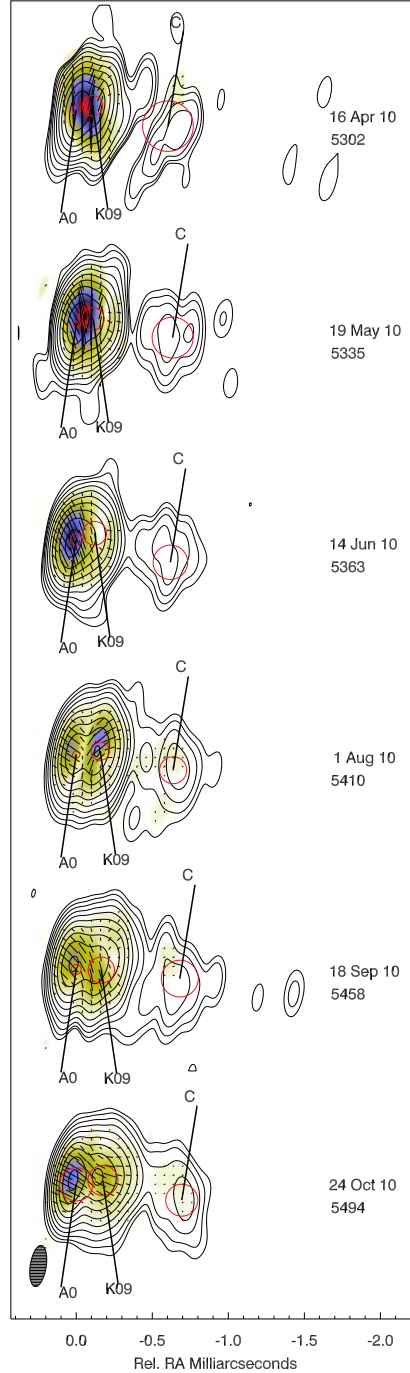 C
16 Apr 10
5302
A0 K09
C
19 May 10
5335
A0 K09
C
14 Jun 10
5363
A0 K09
C
1 Aug 10
5410
A0 K09
C
18 Sep 10
5458
A0 K09
C
24 Oct 10
5494
A0 K09
0.0 -0.5 -1.0 -1.5 -2.0
Rel. RA Milliarcseconds